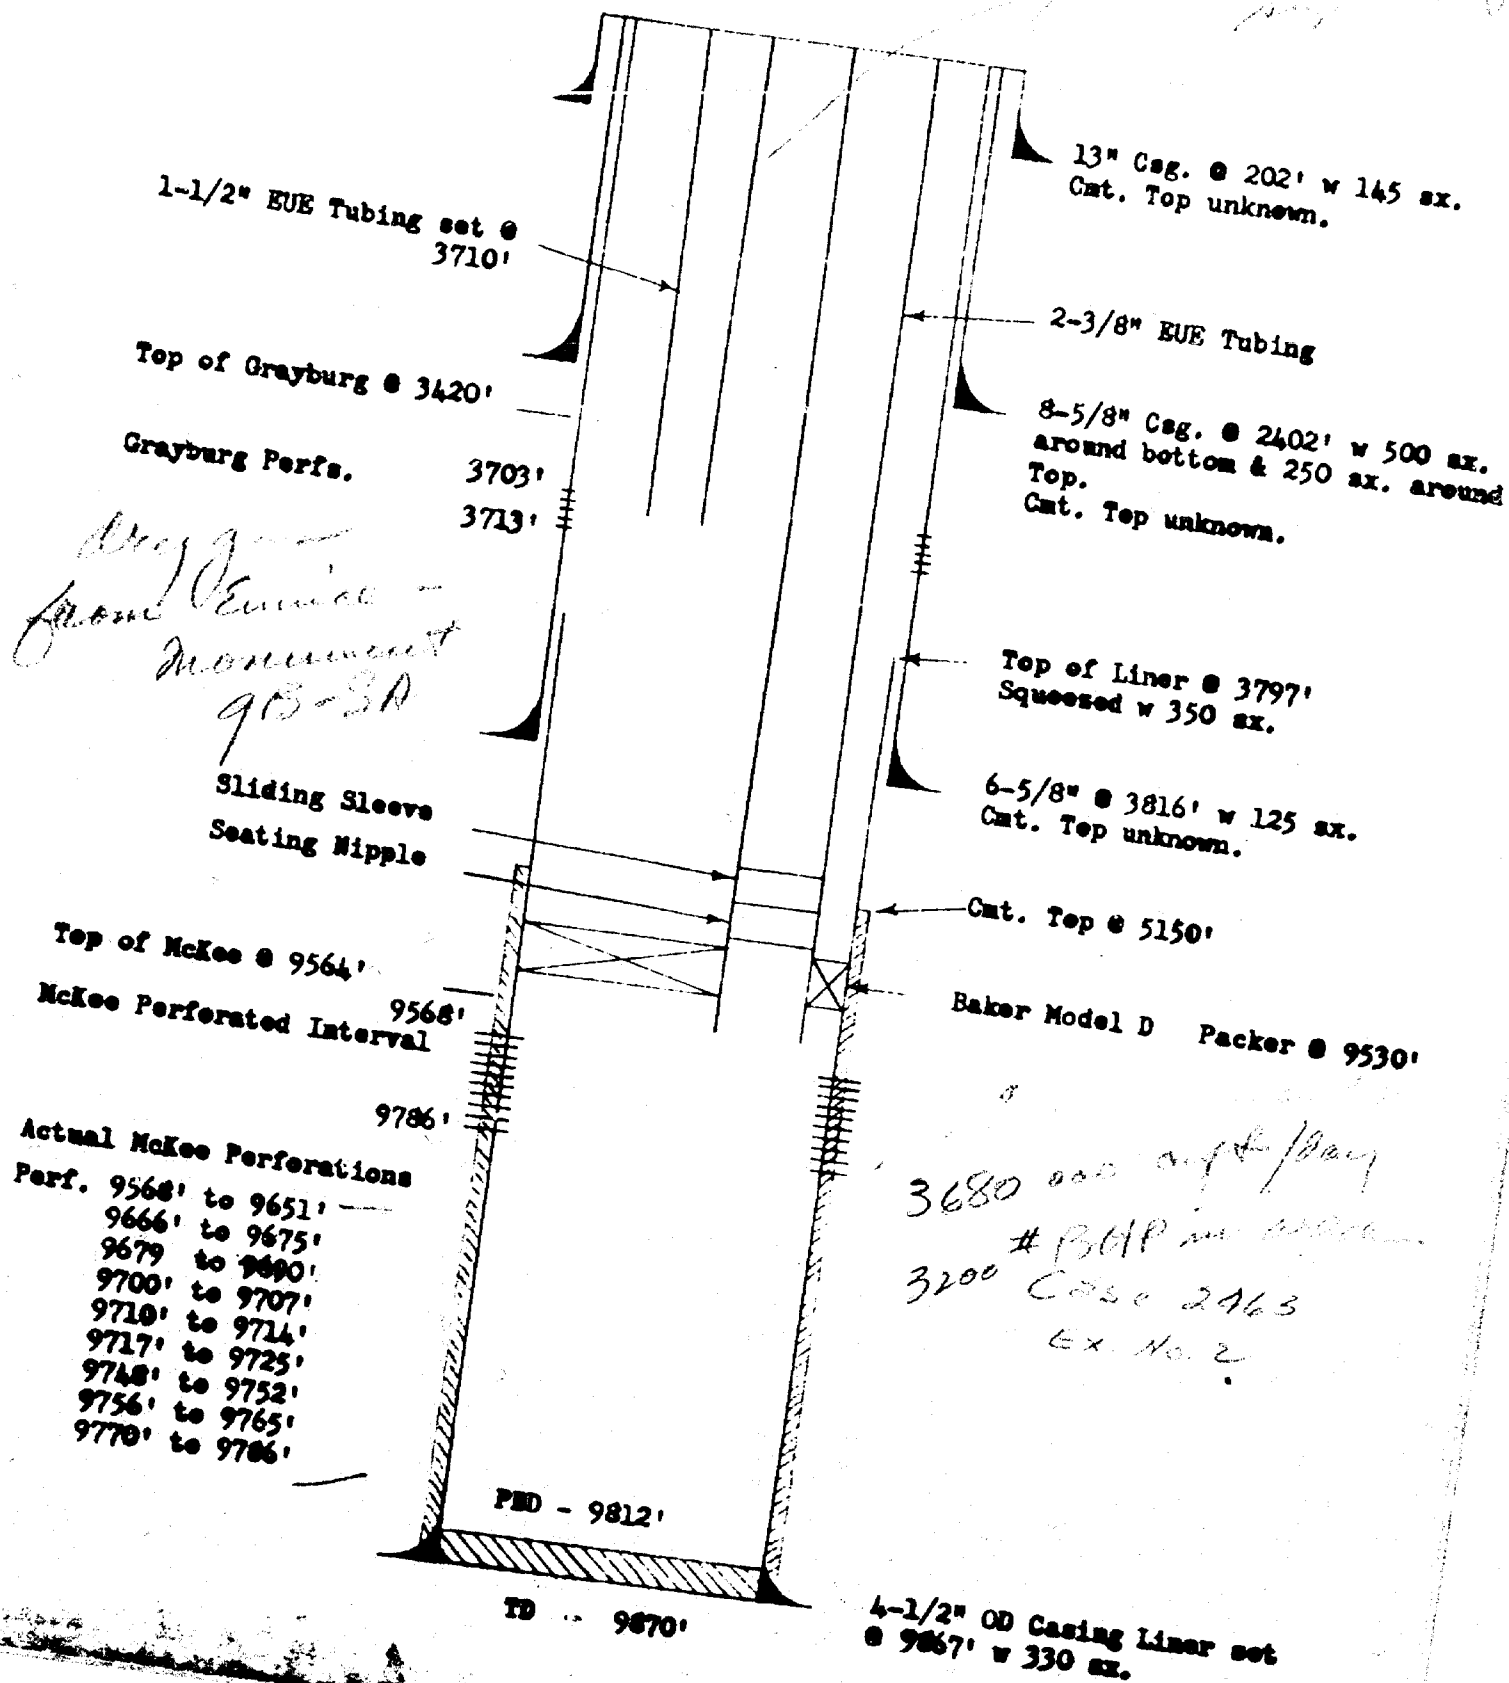 13" Csg. @ 202' w 145 sx.
Cmt. Top unknown.
1-1/2" EUE Tubing set @
3710'
2-3/8" EUE Tubing
Top of Grayburg @ 3420'
8-5/8" Csg. @ 2402' w 500 sx.
around bottom & 250 sx. around
Top.
Cmt. Top unknown.
Grayburg Perfs. 3703'
3713'
from Eunice -
Monument
Top of Liner @ 3797'
Squeezed w 350 sx.
Sliding Sleeve
Seating Nipple
6-5/8" @ 3816' w 125 sx.
Cmt. Top unknown.
Cmt. Top @ 5150'
Top of McKee @ 9564'
9568'
McKee Perforated Interval
9786'
Baker Model D Packer @ 9530'
Actual McKee Perforations
Perf. 9568' to 9651'
9666' to 9675'
9679 to 9690'
9700' to 9707'
9710' to 9714'
9717' to 9725'
9748' to 9752'
9756' to 9765'
9770' to 9786'
3680 000 /day
3200 # BHP in
Case 2463
Ex. No. 2
PBD - 9812'
TD - 9870'
4-1/2" OD Casing Liner set
@ 9867' w 330 sx.